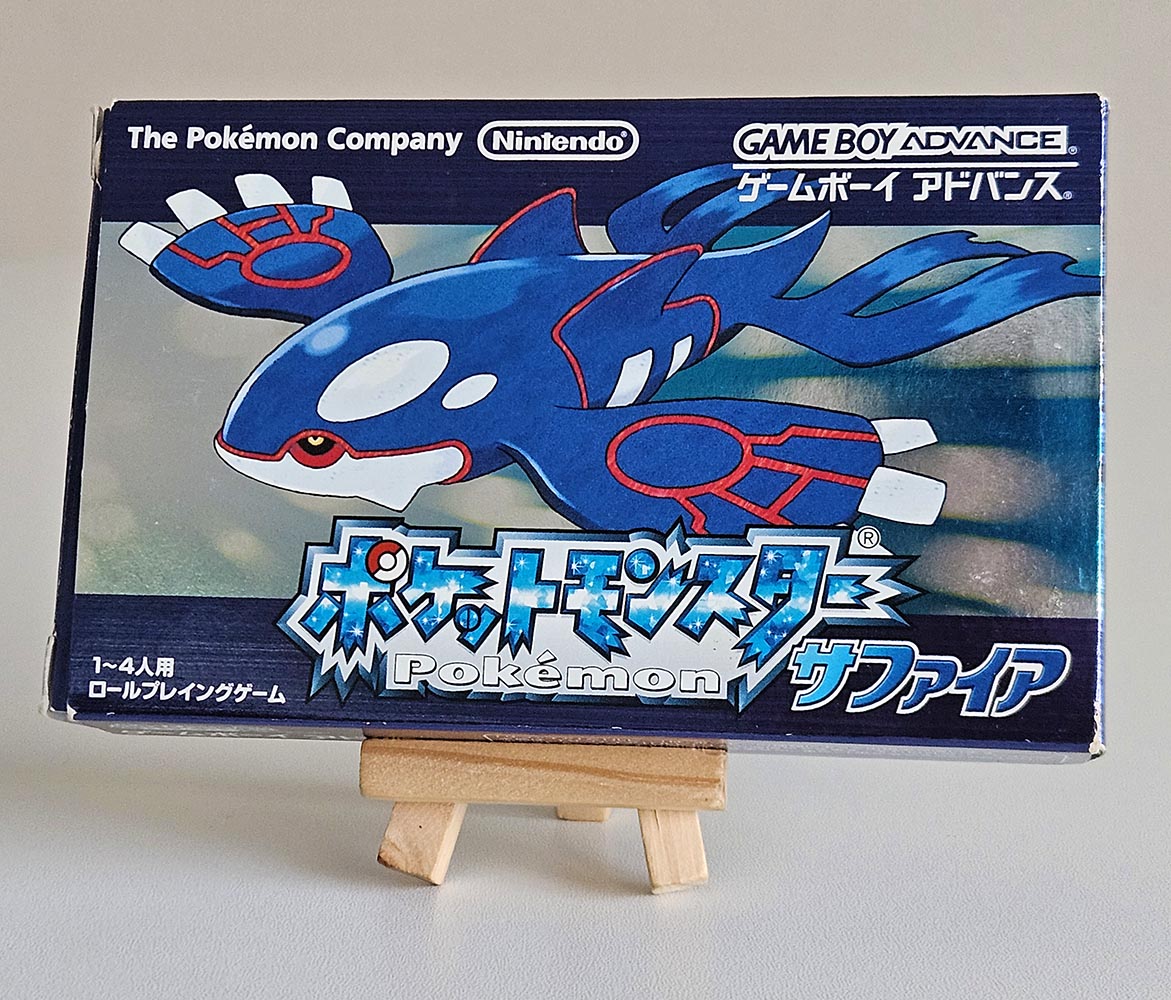 The Pokémon Company Nintendo®
GAME BOY ADVANCE®
ゲームボーイ アドバンス®
ポケットモンスター®
Pokémon
サファイア
1~4人用
ロールプレイングゲーム